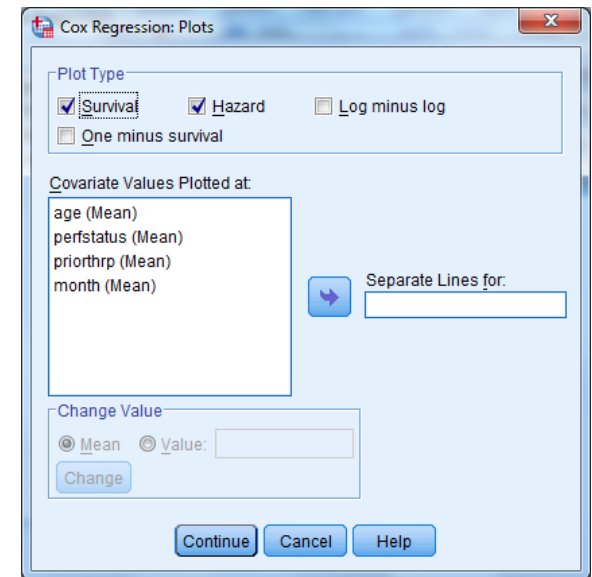 Cox Regression: Plots
Plot Type
Survival Hazard Log minus log
One minus survival
Covariate Values Plotted at:
age (Mean)
perfstatus (Mean)
priorthrp (Mean)
month (Mean)
Separate Lines for:
Change Value
Mean Value:
Change
Continue Cancel Help